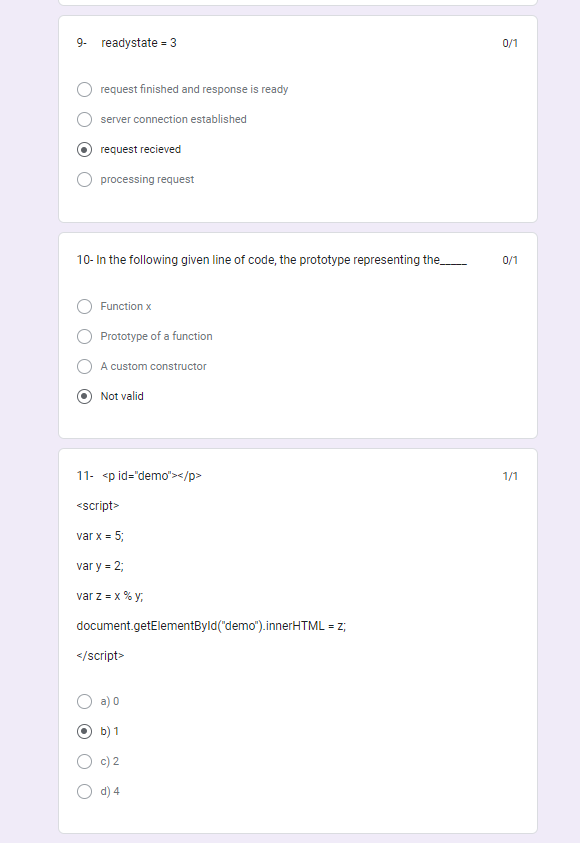 9- readystate = 3
0/1
request finished and response is ready
server connection established
request recieved
processing request
10- In the following given line of code, the prototype representing the_____
0/1
Function x
Prototype of a function
A custom constructor
Not valid
11- <p id="demo"></p>
1/1
<script>
var x = 5;
var y = 2;
var z = x % y;
document.getElementById("demo").innerHTML = z;
</script>
a) 0
b) 1
c) 2
d) 4